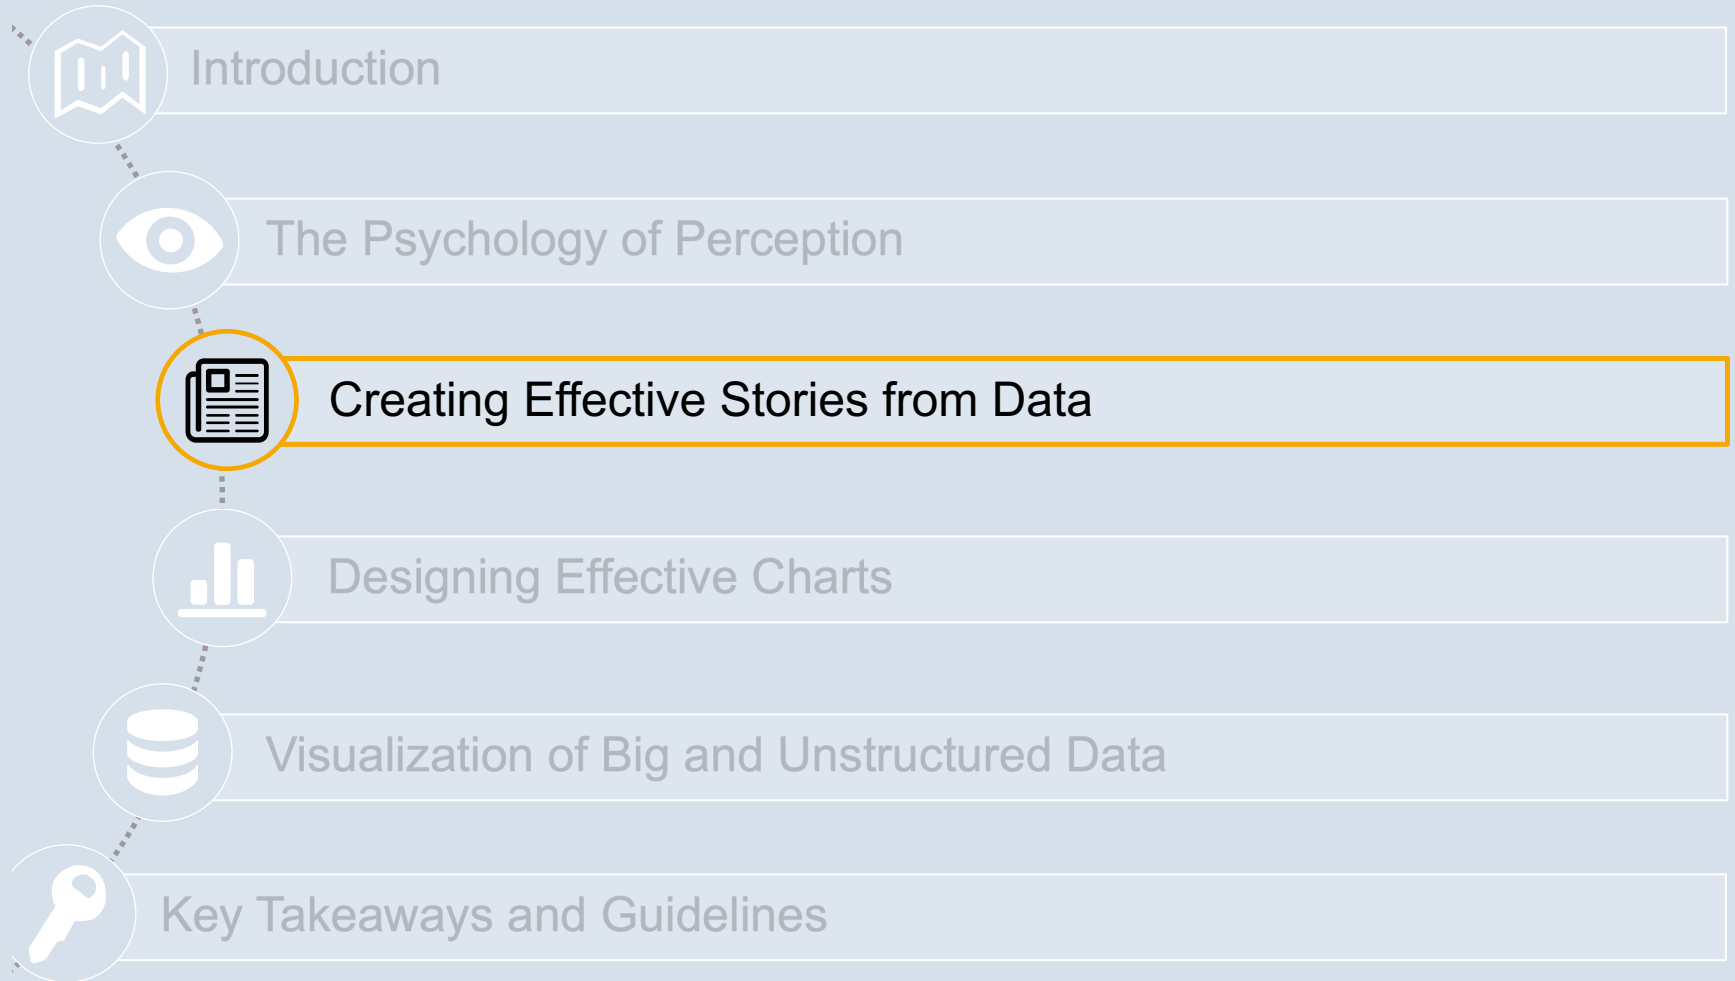 Introduction
The Psychology of Perception
Creating Effective Stories from Data
Designing Effective Charts
Visualization of Big and Unstructured Data
Key Takeaways and Guidelines